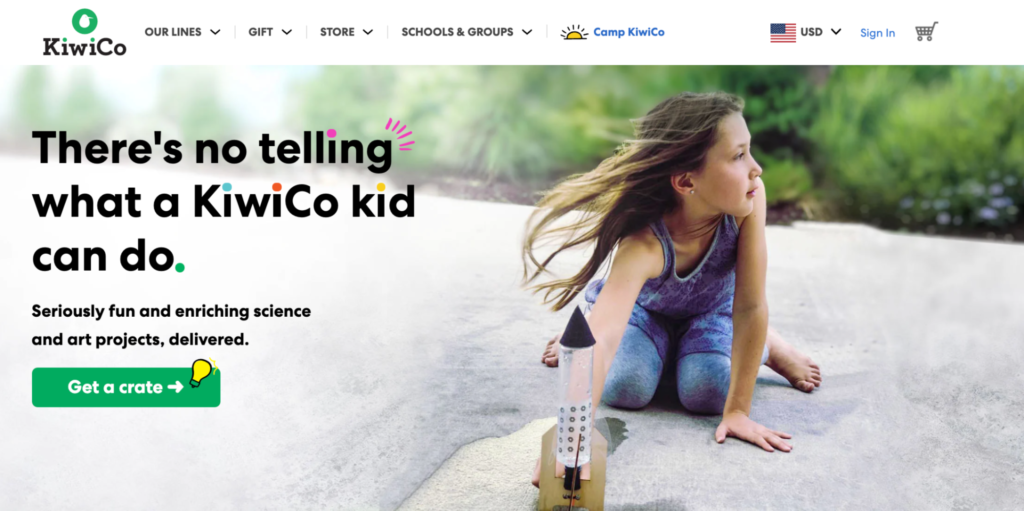 KiwiCo
OUR LINES
GIFT
STORE
SCHOOLS & GROUPS
Camp KiwiCo
USD
Sign In
There's no telling
what a KiwiCo kid
can do.
Seriously fun and enriching science
and art projects, delivered.
Get a crate →